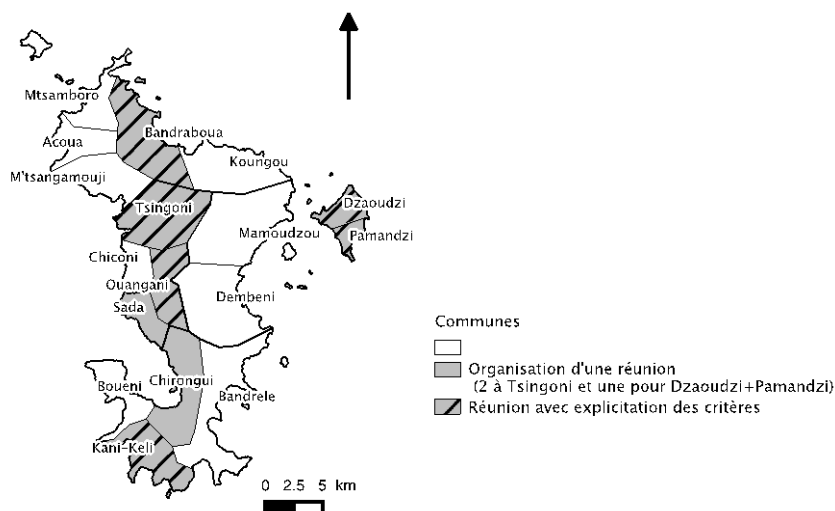 Mtsamboro
Bandraboua
Acoua
Koungou
M'tsangamouji
Tsingoni
Dzaoudzi
Mamoudzou
Pamandzi
Chiconi
Ouangani
Dembeni
Sada
Communes
Organisation d'une réunion
(2 à Tsingoni et une pour Dzaoudzi+Pamandzi)
Boueni
Chirongui
Bandrele
Réunion avec explicitation des critères
Kani-Keli
0 2.5 5 km